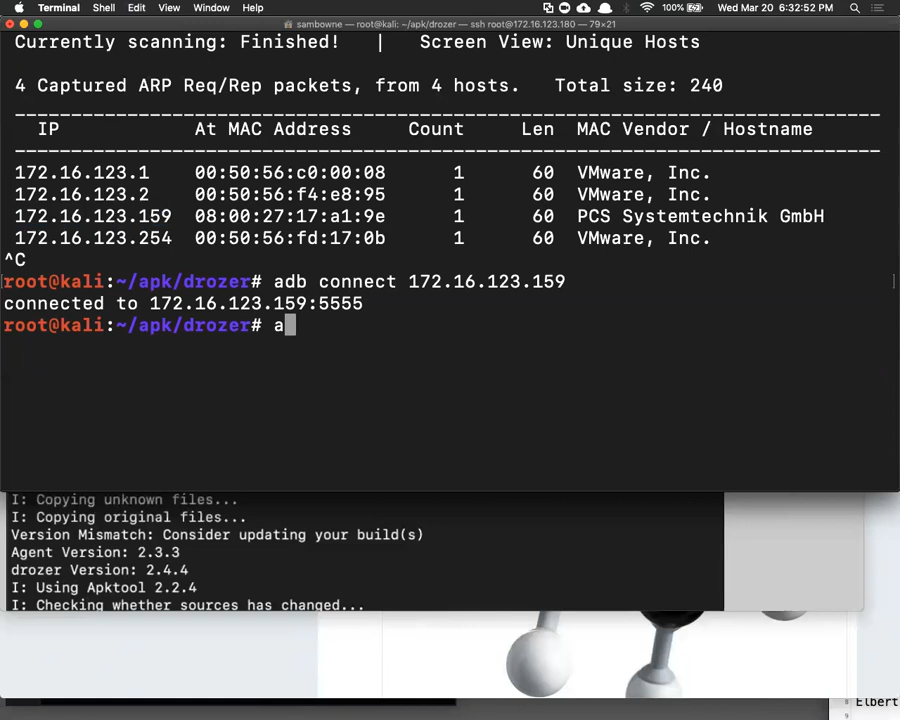 Terminal Shell Edit View Window Help 100% Wed Mar 20 6:32:52 PM
sambowne — root@kali: ~/apk/drozer — ssh root@172.16.123.180 — 79×21
Currently scanning: Finished!   |   Screen View: Unique Hosts
4 Captured ARP Req/Rep packets, from 4 hosts.   Total size: 240
_______________________________________________________________
IP            At MAC Address     Count     Len  MAC Vendor / Hostname
---------------------------------------------------------------
172.16.123.1    00:50:56:c0:00:08      1      60  VMware, Inc.
172.16.123.2    00:50:56:f4:e8:95      1      60  VMware, Inc.
172.16.123.159  08:00:27:17:a1:9e      1      60  PCS Systemtechnik GmbH
172.16.123.254  00:50:56:fd:17:0b      1      60  VMware, Inc.
^C
root@kali:~/apk/drozer# adb connect 172.16.123.159
connected to 172.16.123.159:5555
root@kali:~/apk/drozer# a
I: Copying unknown files...
I: Copying original files...
Version Mismatch: Consider updating your build(s)
Agent Version: 2.3.3
drozer Version: 2.4.4
I: Using Apktool 2.2.4
I: Checking whether sources has changed...
8 Elbert
9